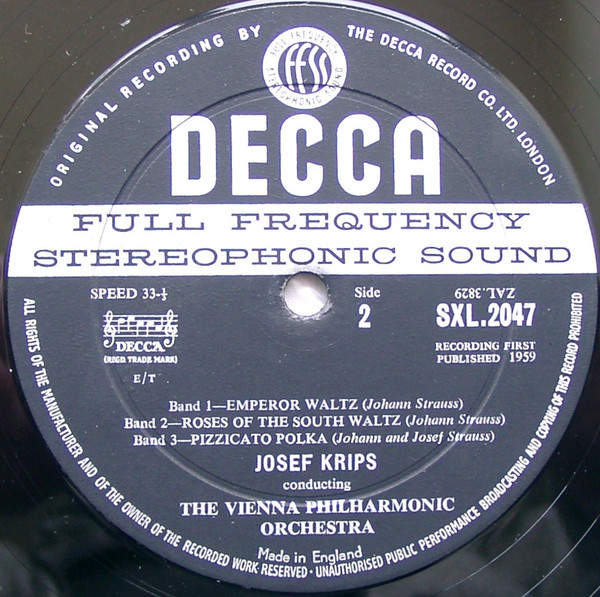 ORIGINAL RECORDING BY THE DECCA RECORD CO. LTD. LONDON
FULL FREQUENCY
ffss
STEREOPHONIC SOUND
DECCA
FULL FREQUENCY
STEREOPHONIC SOUND
SPEED 33-⅓
Side
2
ZAL.3829
SXL.2047
DECCA
(REGD. TRADE MARK)
RECORDING FIRST
PUBLISHED 1959
E/T
Band 1—EMPEROR WALTZ (Johann Strauss)
Band 2—ROSES OF THE SOUTH WALTZ (Johann Strauss)
Band 3—PIZZICATO POLKA (Johann and Josef Strauss)
JOSEF KRIPS
conducting
THE VIENNA PHILHARMONIC
ORCHESTRA
Made in England
ALL RIGHTS OF THE MANUFACTURER AND OF THE OWNER OF THE RECORDED WORK RESERVED · UNAUTHORISED PUBLIC PERFORMANCE BROADCASTING AND COPYING OF THIS RECORD PROHIBITED